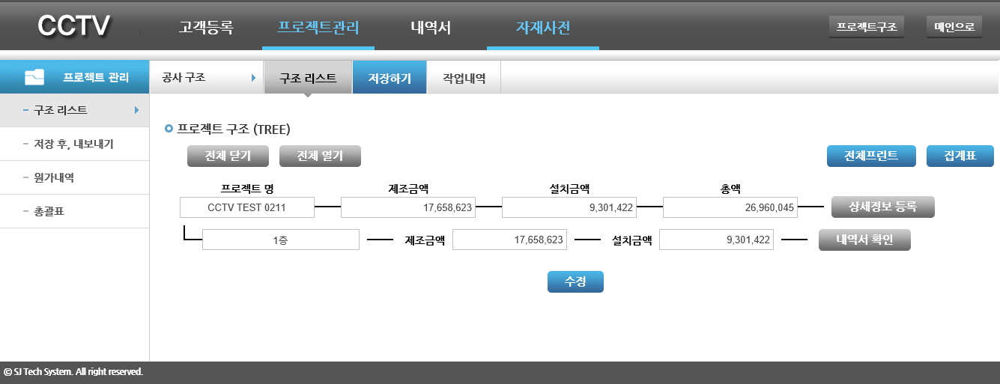 CCTV
고객등록 프로젝트관리 내역서 자재사전
프로젝트구조 메인으로
프로젝트 관리
공사 구조 구조 리스트 저장하기 작업내역
- 구조 리스트
- 저장 후, 내보내기
- 원가내역
- 총괄표
프로젝트 구조 (TREE)
전체 닫기 전체 열기 전체프린트 집계표
프로젝트 명 제조금액 설치금액 총액
CCTV TEST 0211 17,658,623 9,301,422 26,960,045 상세정보 등록
1층 제조금액 17,658,623 설치금액 9,301,422 내역서 확인
수정
© SJ Tech System. All right reserved.